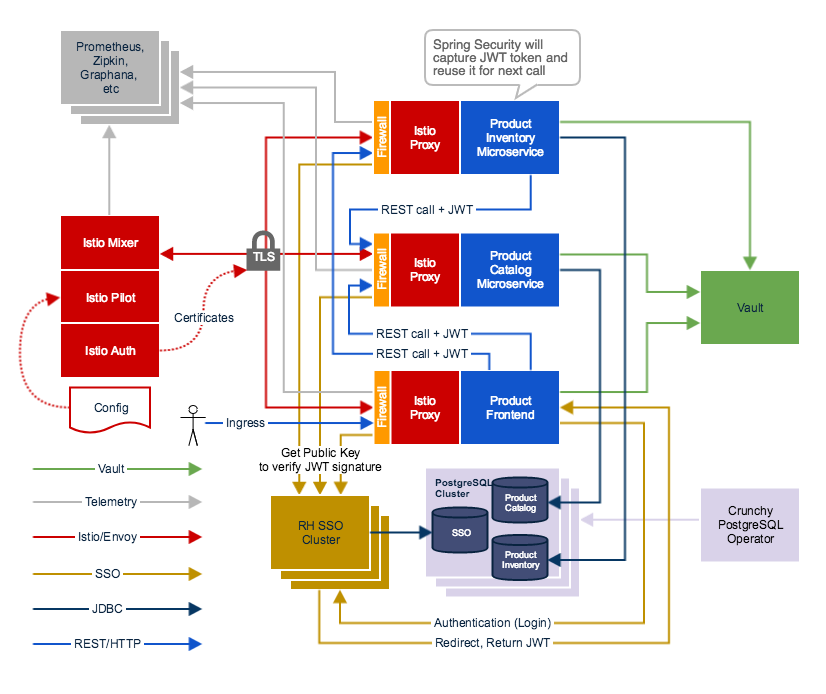 Prometheus,
Zipkin,
Graphana,
etc
Spring Security will
capture JWT token and
reuse it for next call
Firewall
Istio
Proxy
Product
Inventory
Microservice
REST call + JWT
Istio Mixer
TLS
Firewall
Istio
Proxy
Product
Catalog
Microservice
Istio Pilot
Vault
Certificates
REST call + JWT
Istio Auth
REST call + JWT
Config
Firewall
Istio
Proxy
Product
Frontend
Ingress
Get Public Key
to verify JWT signature
Vault
Telemetry
Istio/Envoy
SSO
JDBC
REST/HTTP
RH SSO
Cluster
PostgreSQL
Cluster
Product
Catalog
SSO
Product
Inventory
Crunchy
PostgreSQL
Operator
Authentication (Login)
Redirect, Return JWT